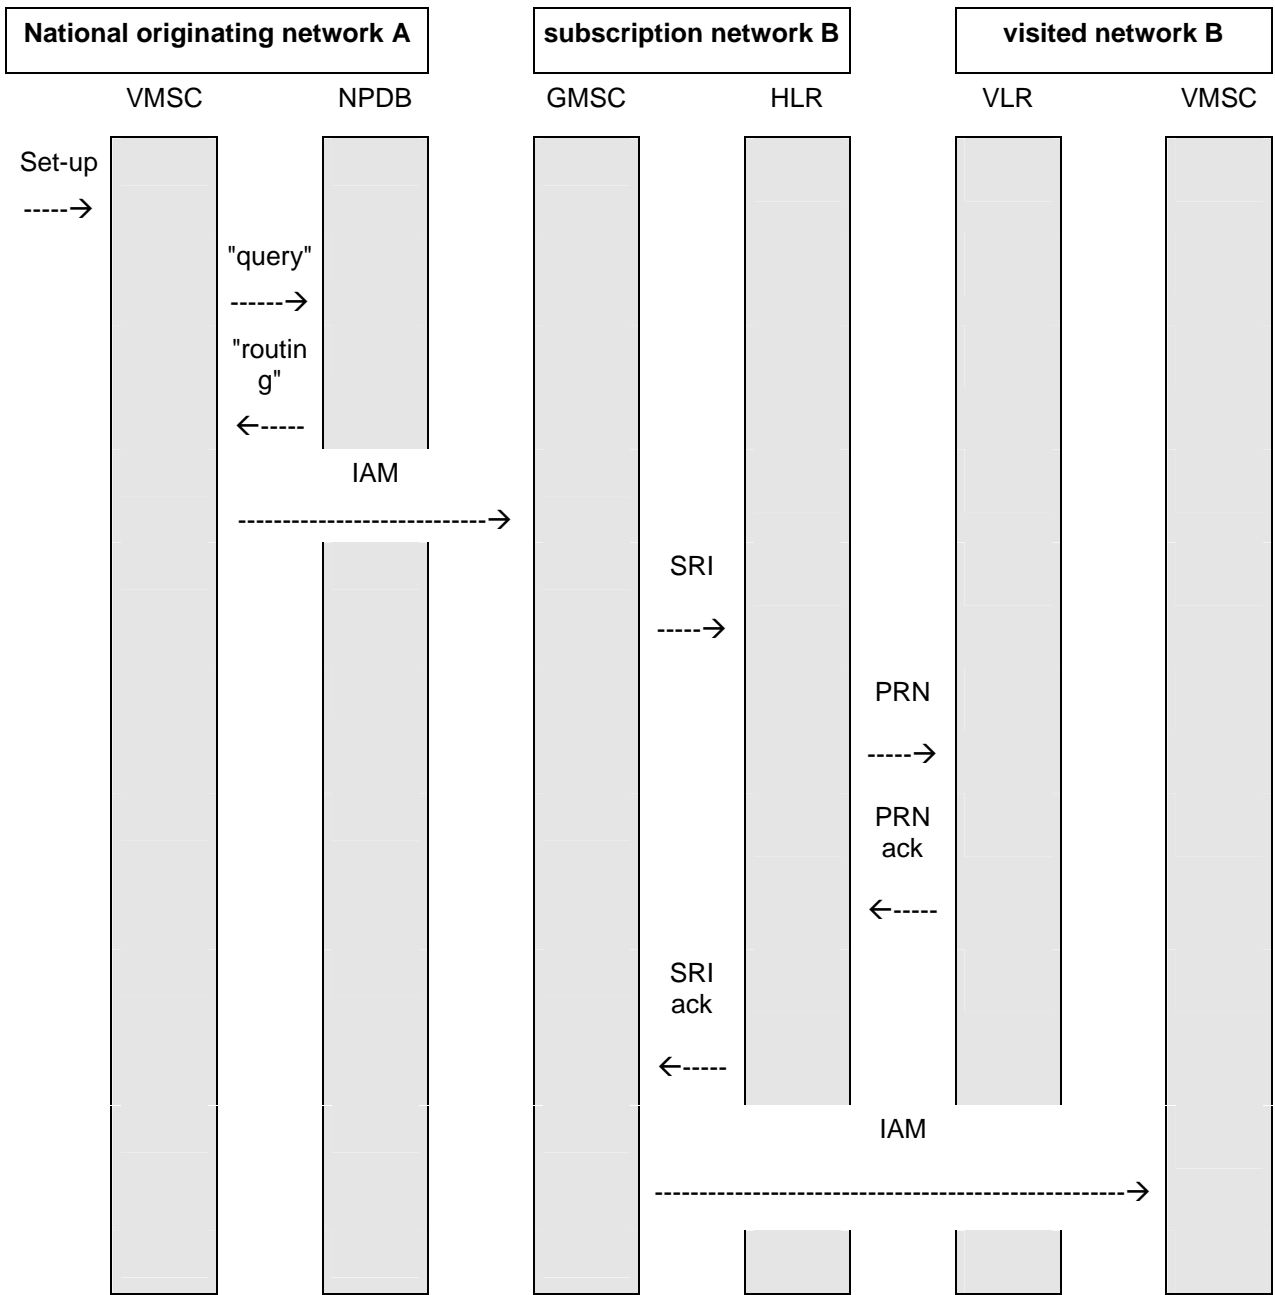 National originating network A
subscription network B
visited network B
VMSC
NPDB
GMSC
HLR
VLR
VMSC
Set-up
----->
"query"
------>
"routin
g"
<-----
IAM
---------------------------->
SRI
----->
PRN
----->
PRN
ack
<-----
SRI
ack
<-----
IAM
----------------------------------------------------->